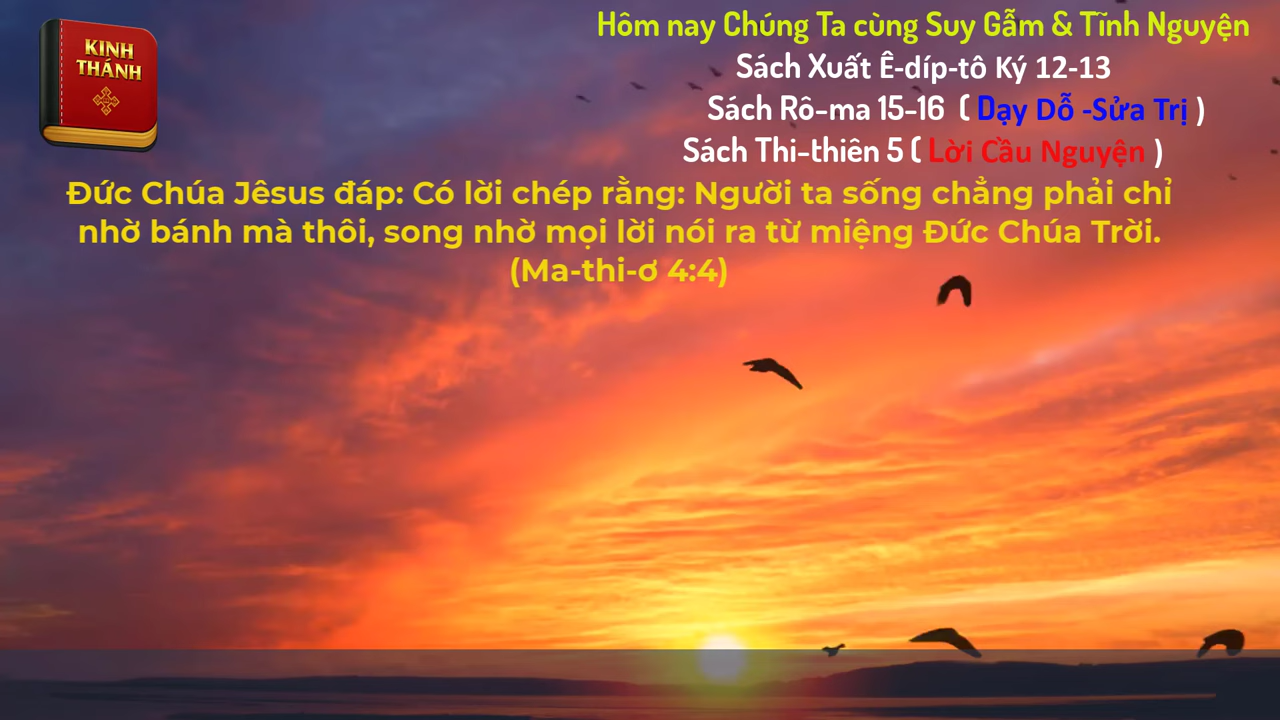 KINH
THÁNH
Hôm nay Chúng Ta cùng Suy Gẫm & Tĩnh Nguyện
Sách Xuất Ê-díp-tô Ký 12-13
Sách Rô-ma 15-16 ( Dạy Dỗ -Sửa Trị )
Sách Thi-thiên 5 ( Lời Cầu Nguyện )
Đức Chúa Jêsus đáp: Có lời chép rằng: Người ta sống chẳng phải chỉ
nhờ bánh mà thôi, song nhờ mọi lời nói ra từ miệng Đức Chúa Trời.
(Ma-thi-ơ 4:4)